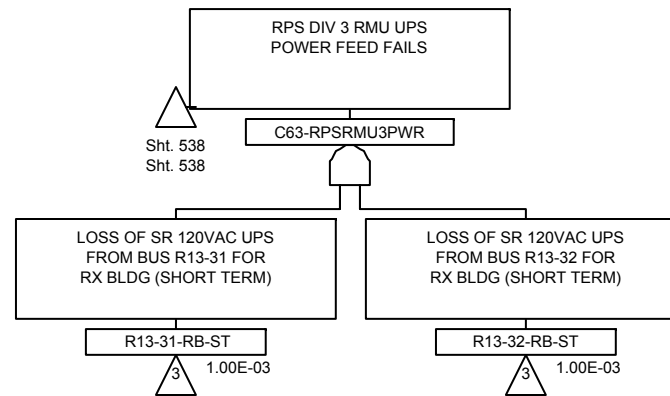 RPS DIV 3 RMU UPS
POWER FEED FAILS
Sht. 538
Sht. 538
C63-RPSRMU3PWR
LOSS OF SR 120VAC UPS
FROM BUS R13-31 FOR
RX BLDG (SHORT TERM)
R13-31-RB-ST
3
1.00E-03
LOSS OF SR 120VAC UPS
FROM BUS R13-32 FOR
RX BLDG (SHORT TERM)
R13-32-RB-ST
3
1.00E-03